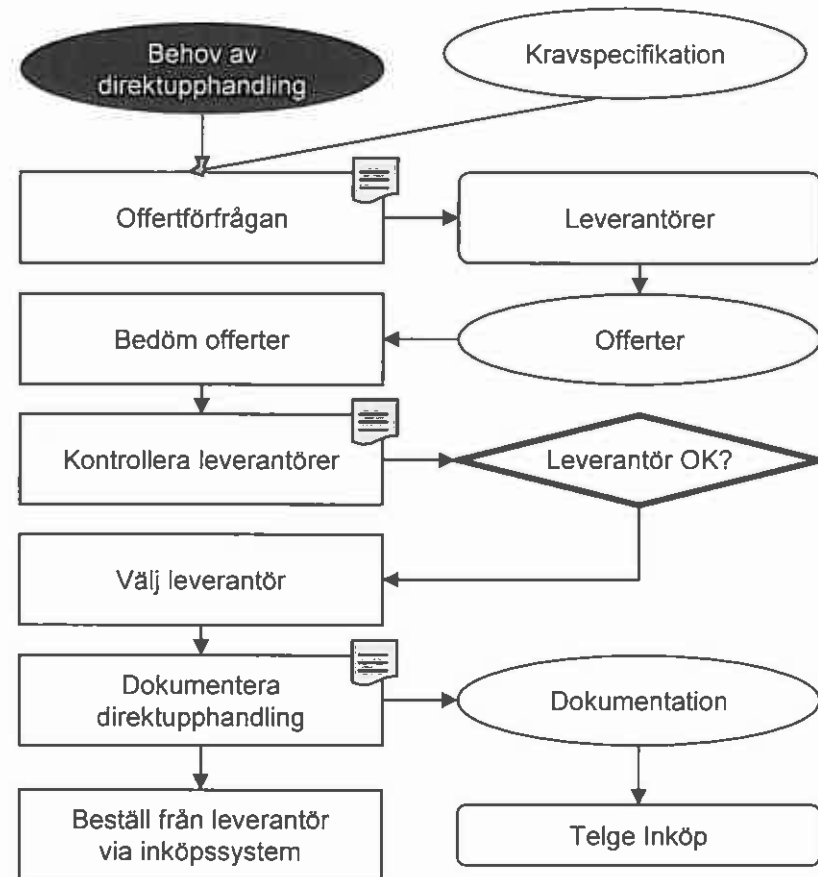 Behov av
direktupphandling
Kravspecifikation
Offertförfrågan
Leverantörer
Bedöm offerter
Offerter
Kontrollera leverantörer
Leverantör OK?
Välj leverantör
Dokumentera
direktupphandling
Dokumentation
Beställ från leverantör
via inköpssystem
Telge Inköp